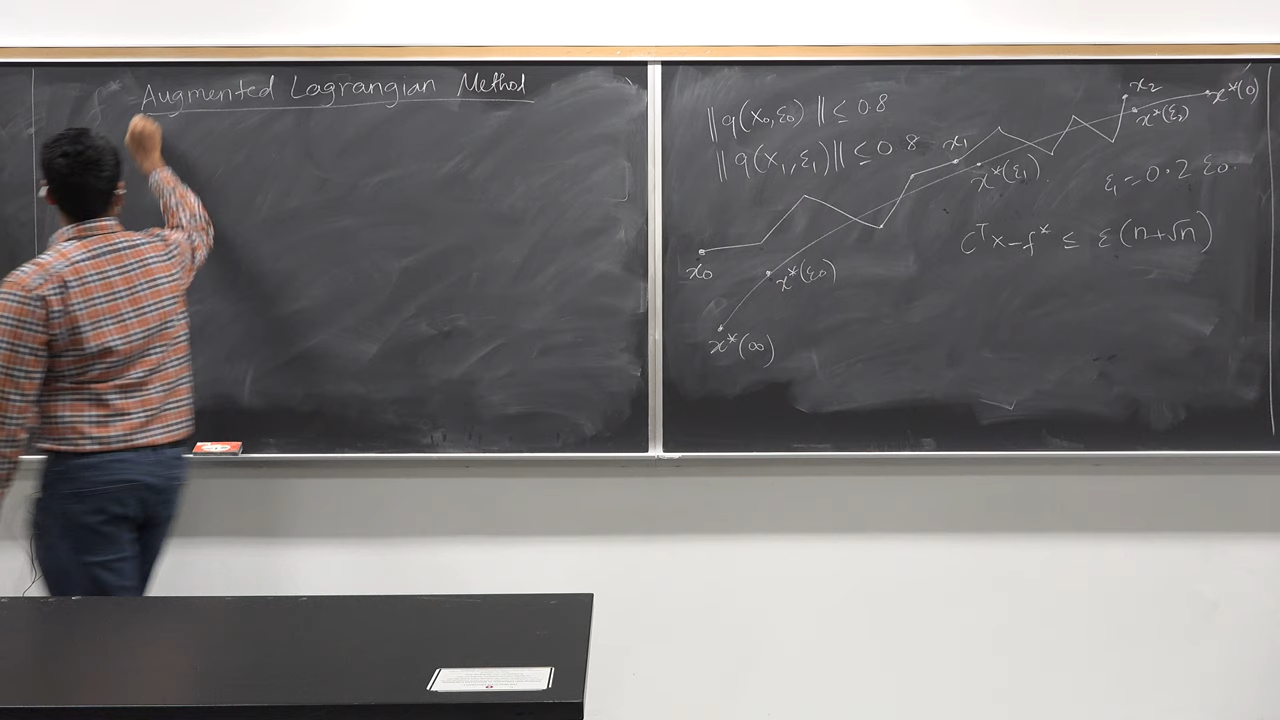 Augmented Lagrangian Method
‖q(x₀,ε₀)‖ ≤ 0.8
‖q(x₁,ε₁)‖ ≤ 0.8
x₁
x₂
x*(0)
x*(ε₂)
x*(ε₁)
ε₁ = 0.2 ε₀.
cᵀx - f* ≤ ε(n+√n)
x₀
x*(ε₀)
x*(∞)